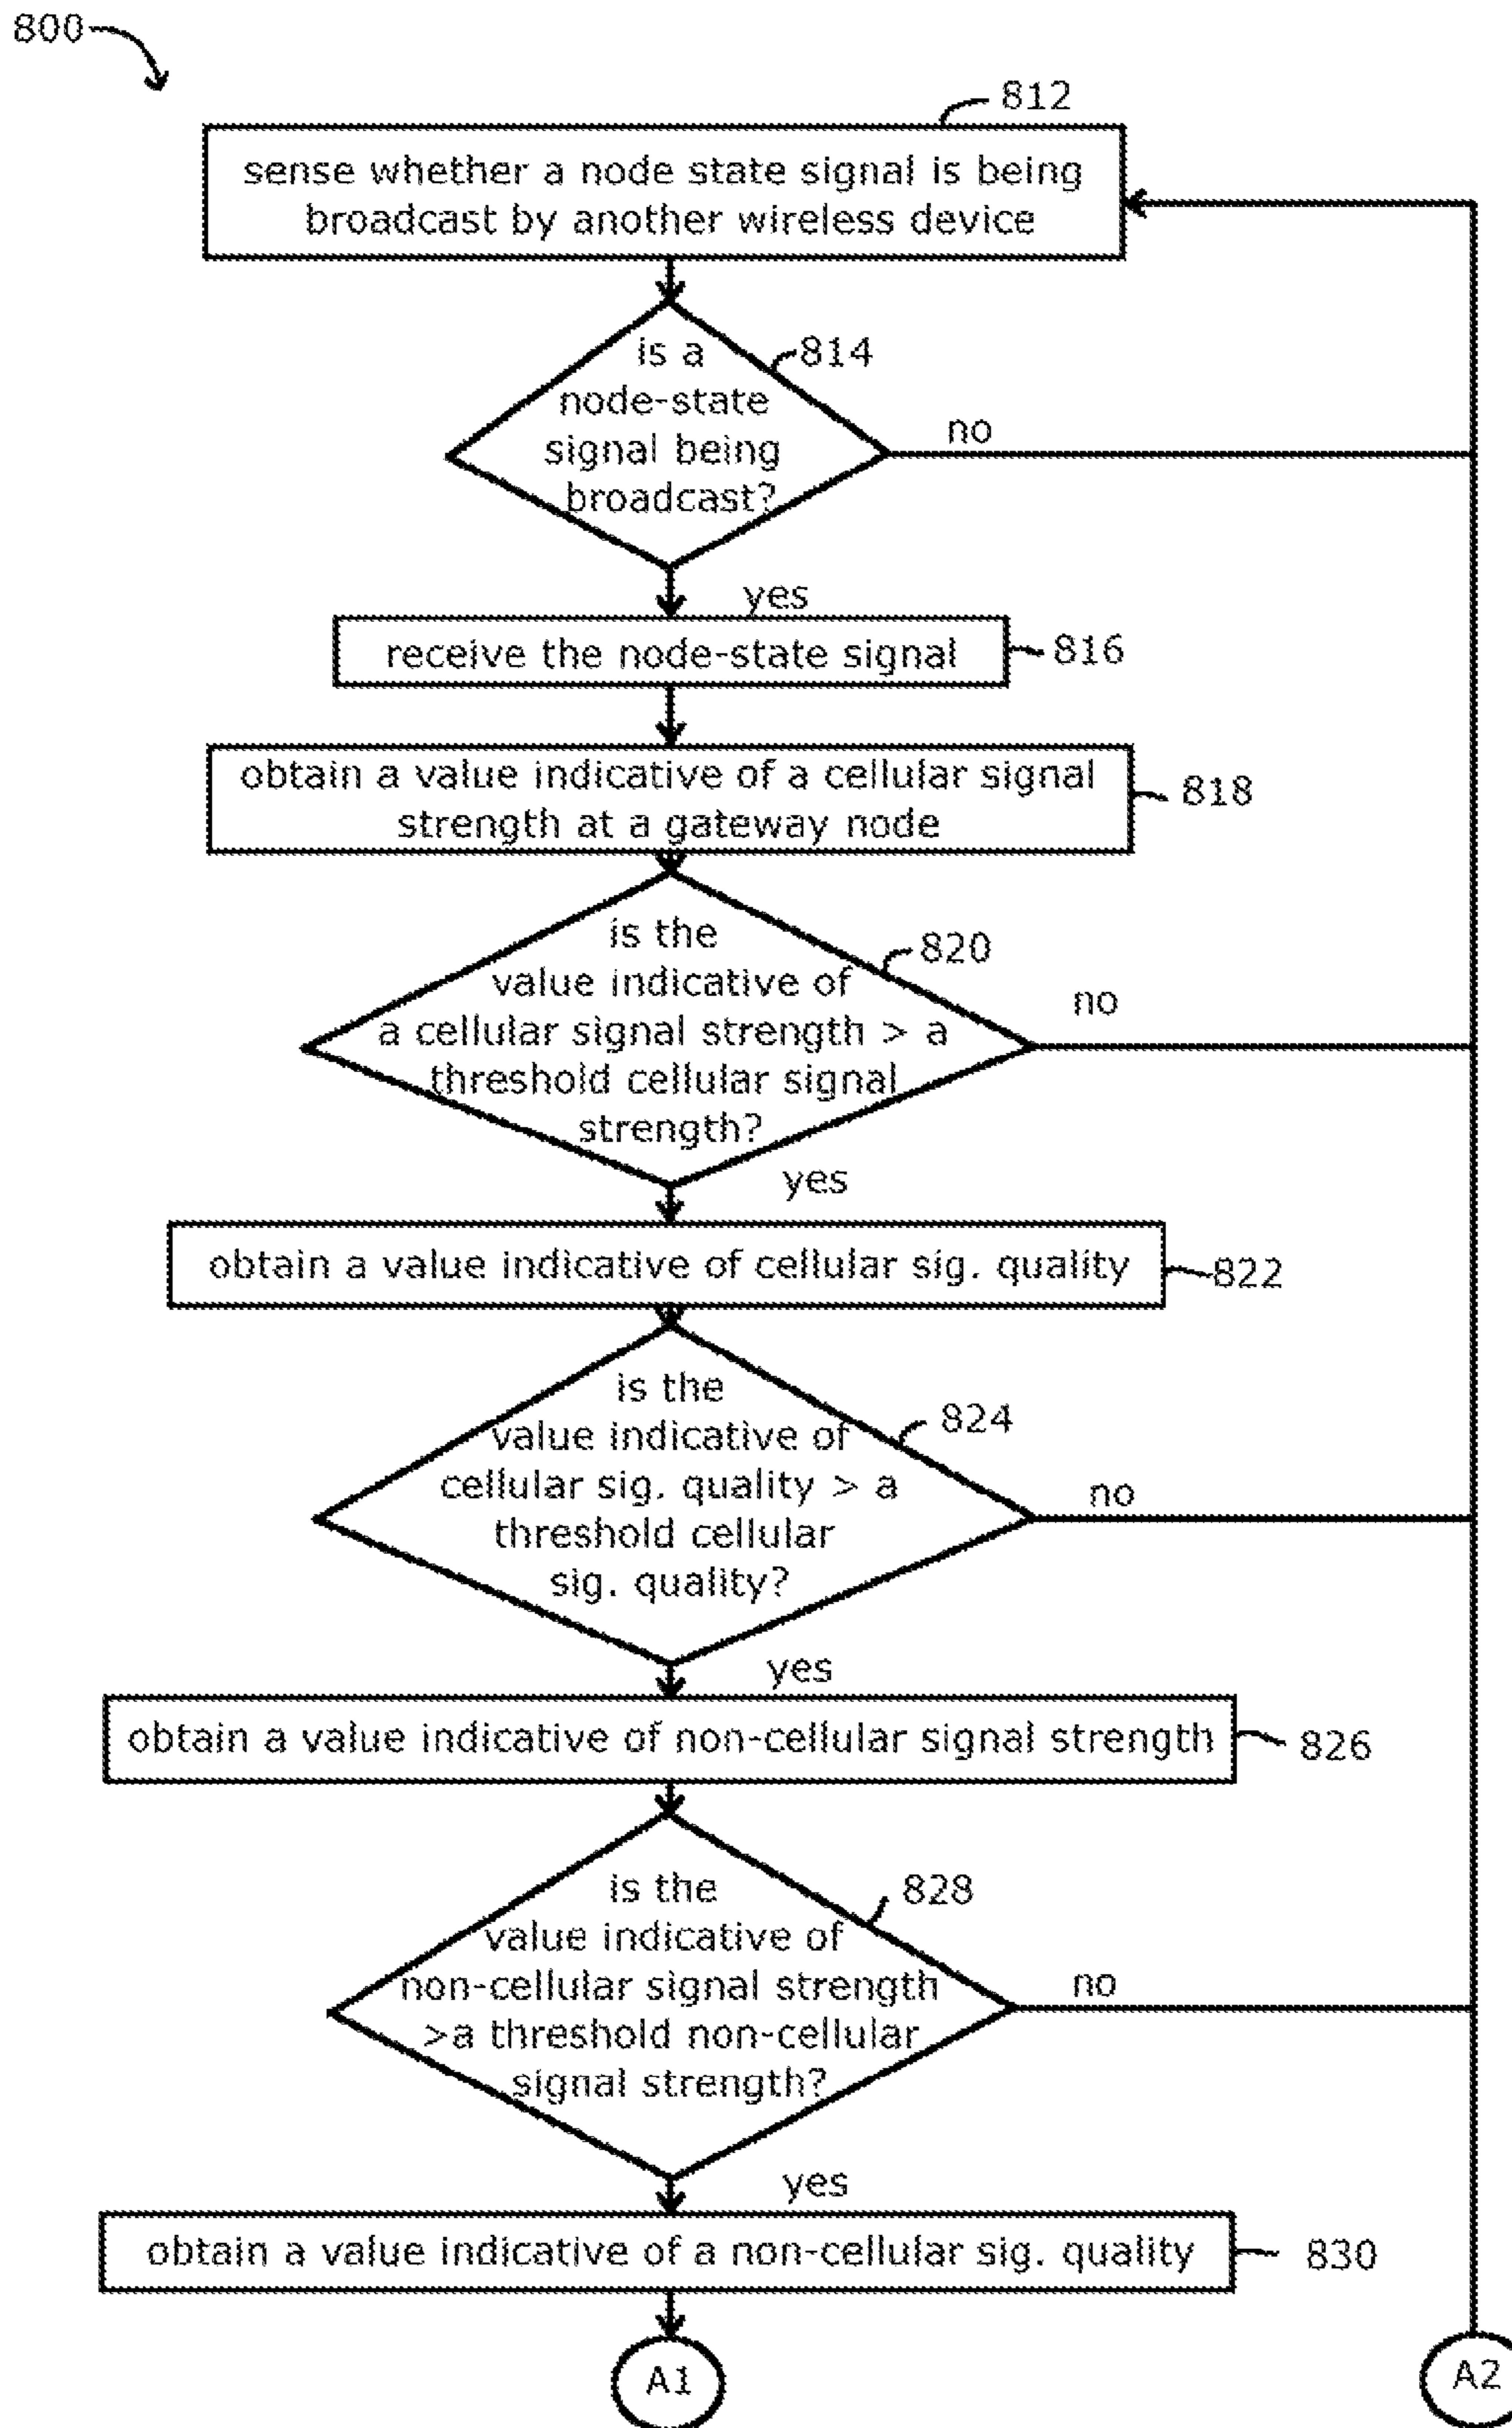 800
812
sense whether a node state signal is being
broadcast by another wireless device
is a
814
node-state
signal being
broadcast?
no
yes
receive the node-state signal
816
obtain a value indicative of a cellular signal
strength at a gateway node
818
is the
820
value indicative of
a cellular signal strength > a
threshold cellular signal
strength?
no
yes
obtain a value indicative of cellular sig. quality
822
is the
824
value indicative of
cellular sig. quality > a
threshold cellular
sig. quality?
no
yes
obtain a value indicative of non-cellular signal strength
826
is the
828
value indicative of
non-cellular signal strength
>a threshold non-cellular
signal strength?
no
yes
obtain a value indicative of a non-cellular sig. quality
830
A1
A2